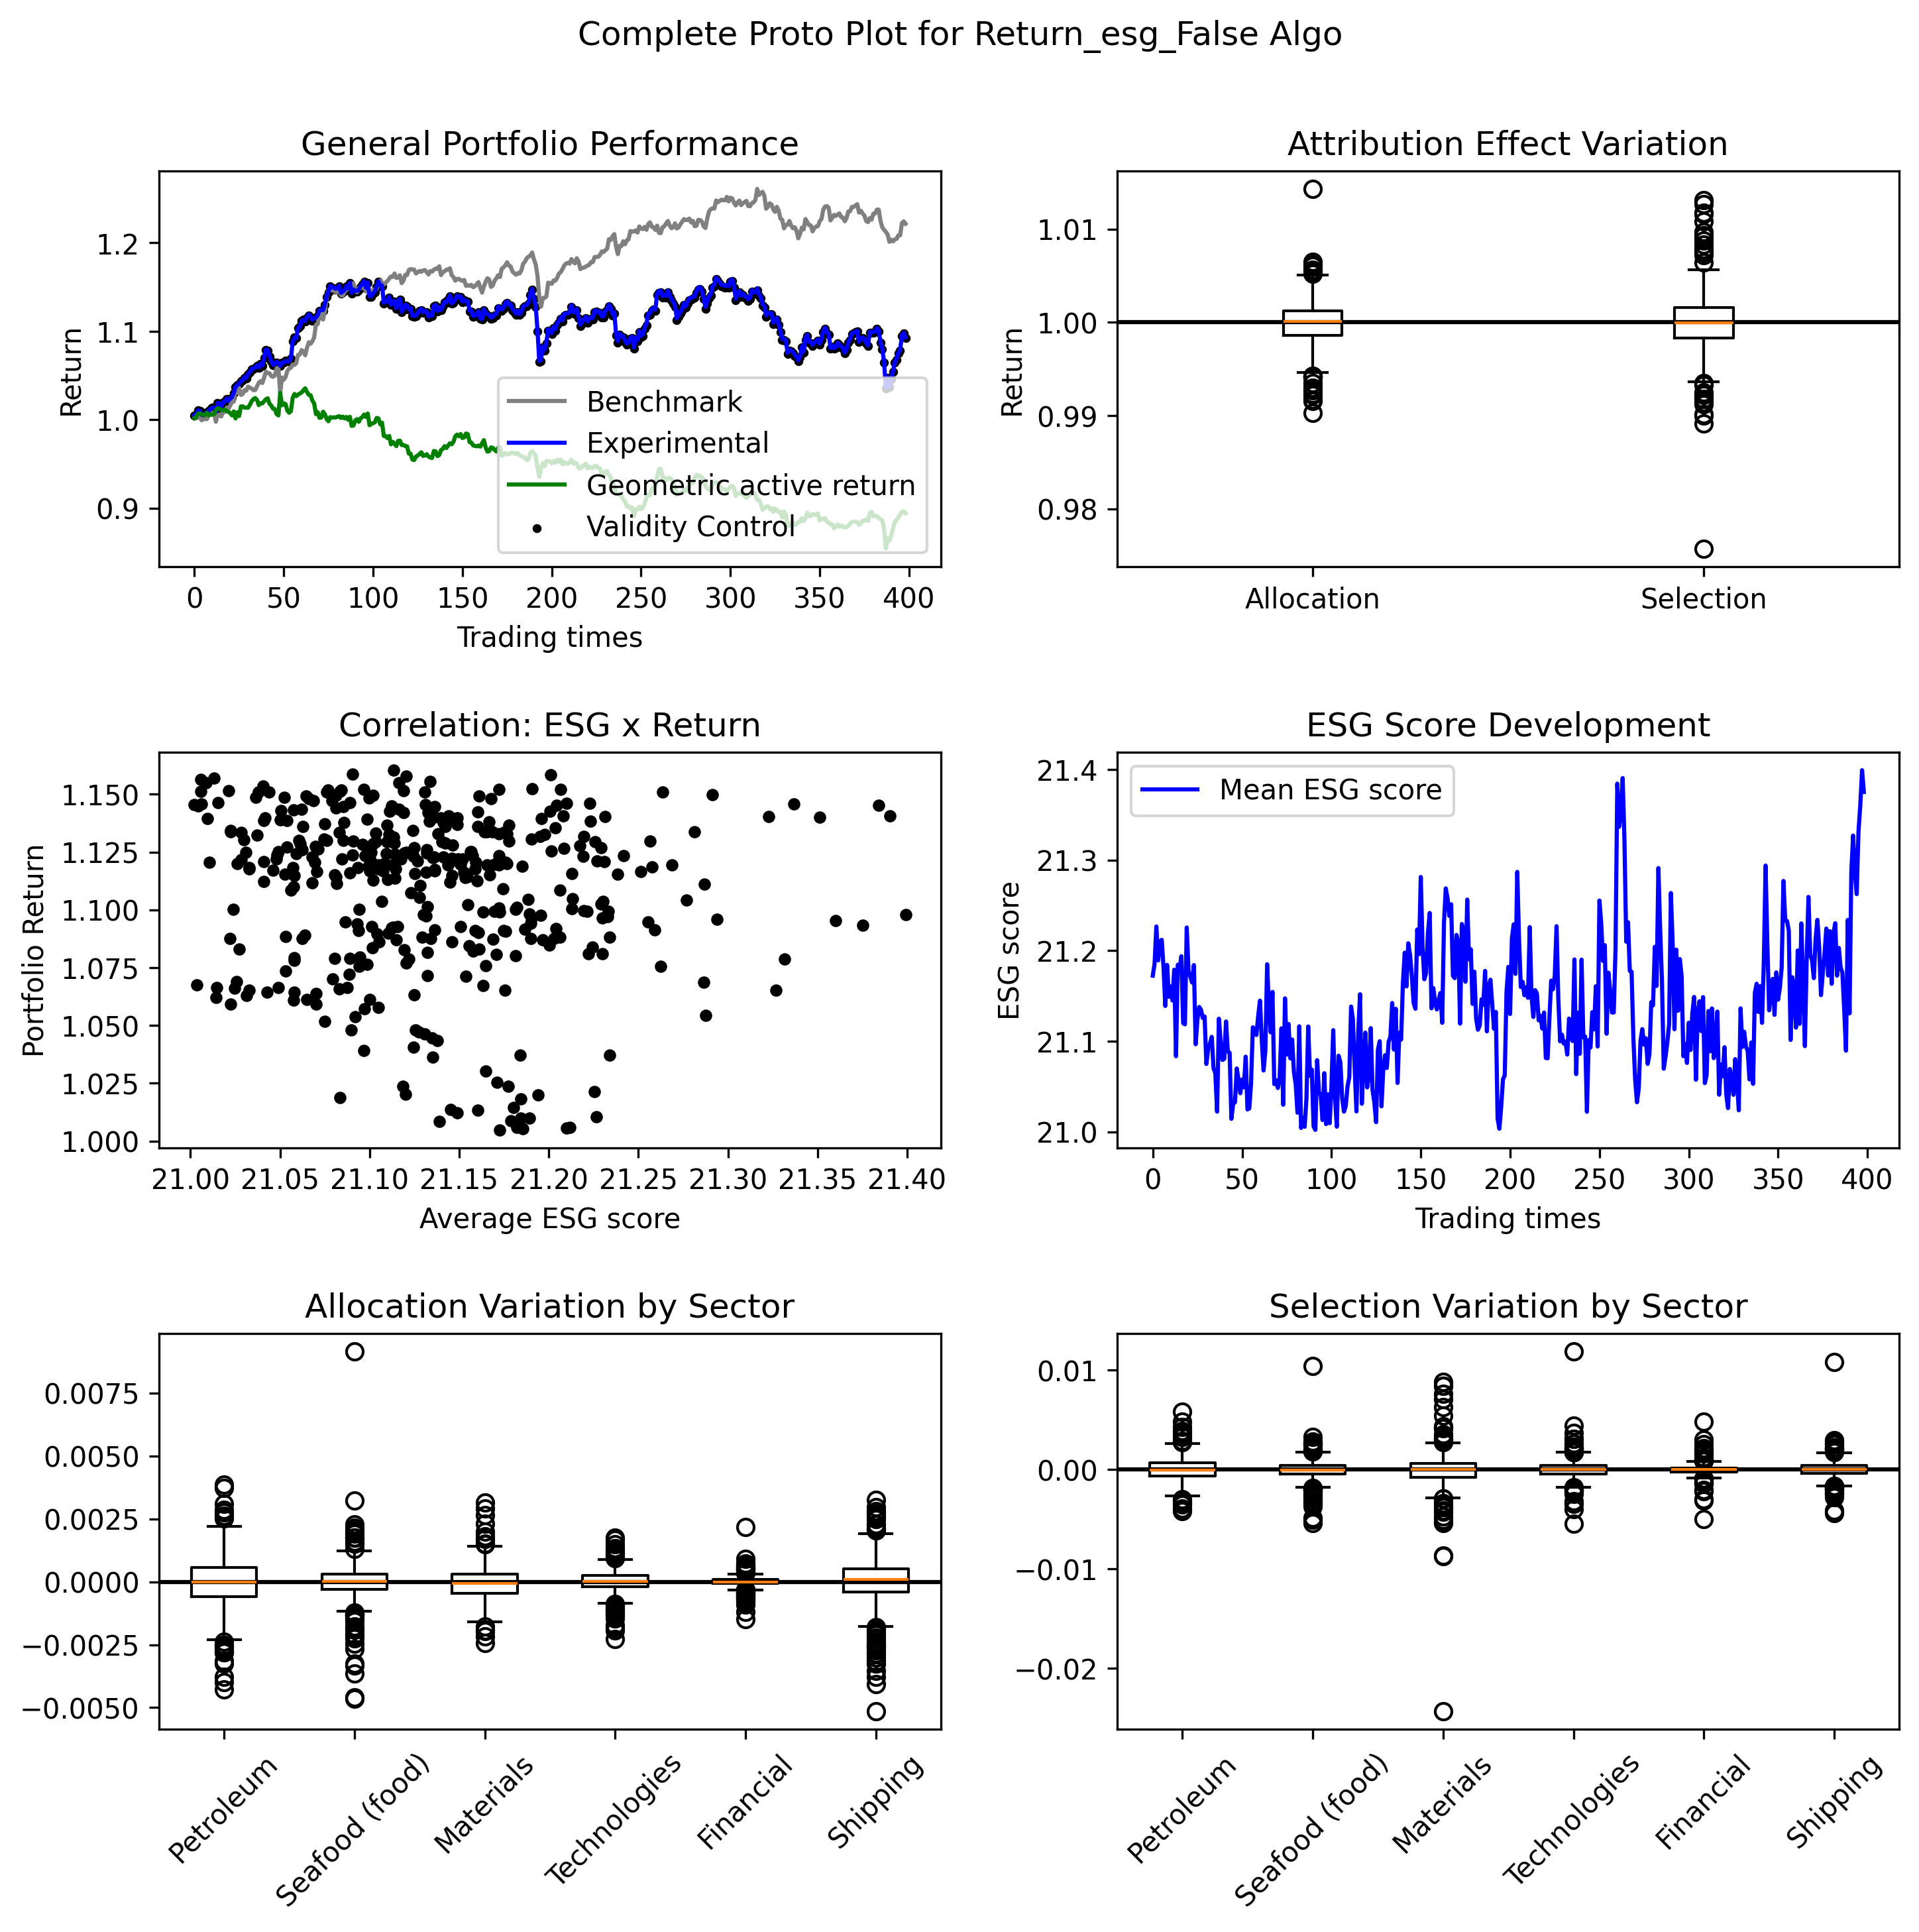 Complete Proto Plot for Return_esg_False Algo
General Portfolio Performance
Return
1.2
1.1
1.0
0.9
Benchmark
Experimental
Geometric active return
Validity Control
0 50 100 150 200 250 300 350 400
Trading times
Attribution Effect Variation
Return
1.01
1.00
0.99
0.98
Allocation Selection
Correlation: ESG x Return
Portfolio Return
1.150
1.125
1.100
1.075
1.050
1.025
1.000
21.00 21.05 21.10 21.15 21.20 21.25 21.30 21.35 21.40
Average ESG score
ESG Score Development
ESG score
21.4
21.3
21.2
21.1
21.0
Mean ESG score
0 50 100 150 200 250 300 350 400
Trading times
Allocation Variation by Sector
0.0075
0.0050
0.0025
0.0000
−0.0025
−0.0050
Petroleum
Seafood (food)
Materials
Technologies
Financial
Shipping
Selection Variation by Sector
0.01
0.00
−0.01
−0.02
Petroleum
Seafood (food)
Materials
Technologies
Financial
Shipping